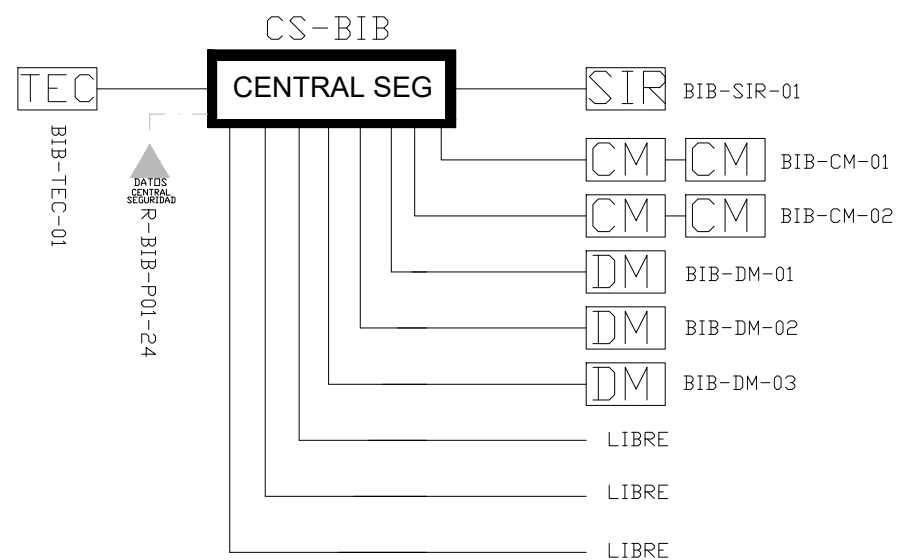 CS-BIB
TEC
CENTRAL SEG
SIR
BIB-SIR-01
BIB-TEC-01
DATOS
CENTRAL
SEGURIDAD
R-BIB-P01-24
CM
CM
BIB-CM-01
CM
CM
BIB-CM-02
DM
BIB-DM-01
DM
BIB-DM-02
DM
BIB-DM-03
LIBRE
LIBRE
LIBRE